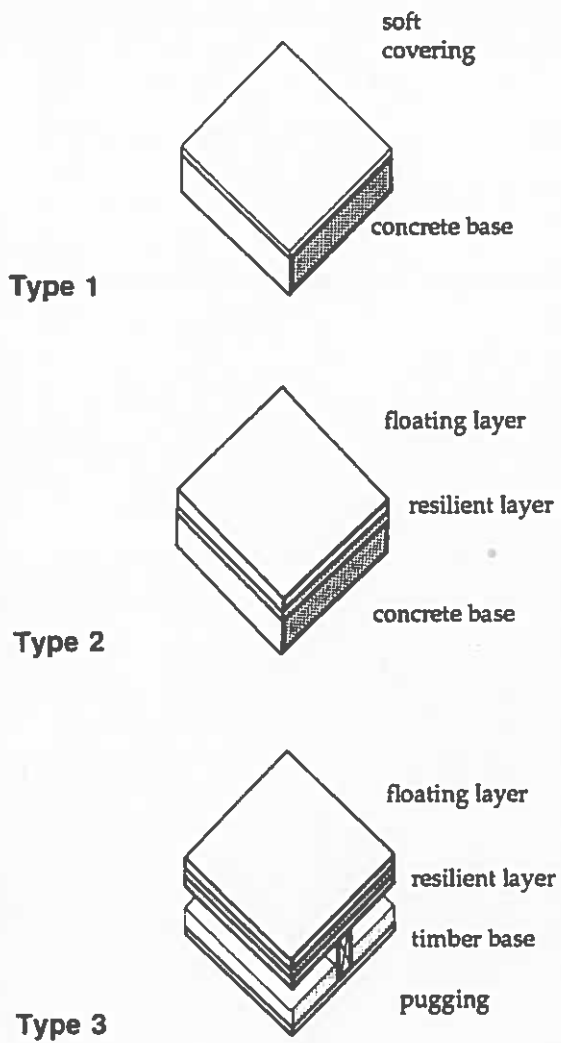 soft
covering
concrete base
Type 1
floating layer
resilient layer
concrete base
Type 2
floating layer
resilient layer
timber base
pugging
Type 3